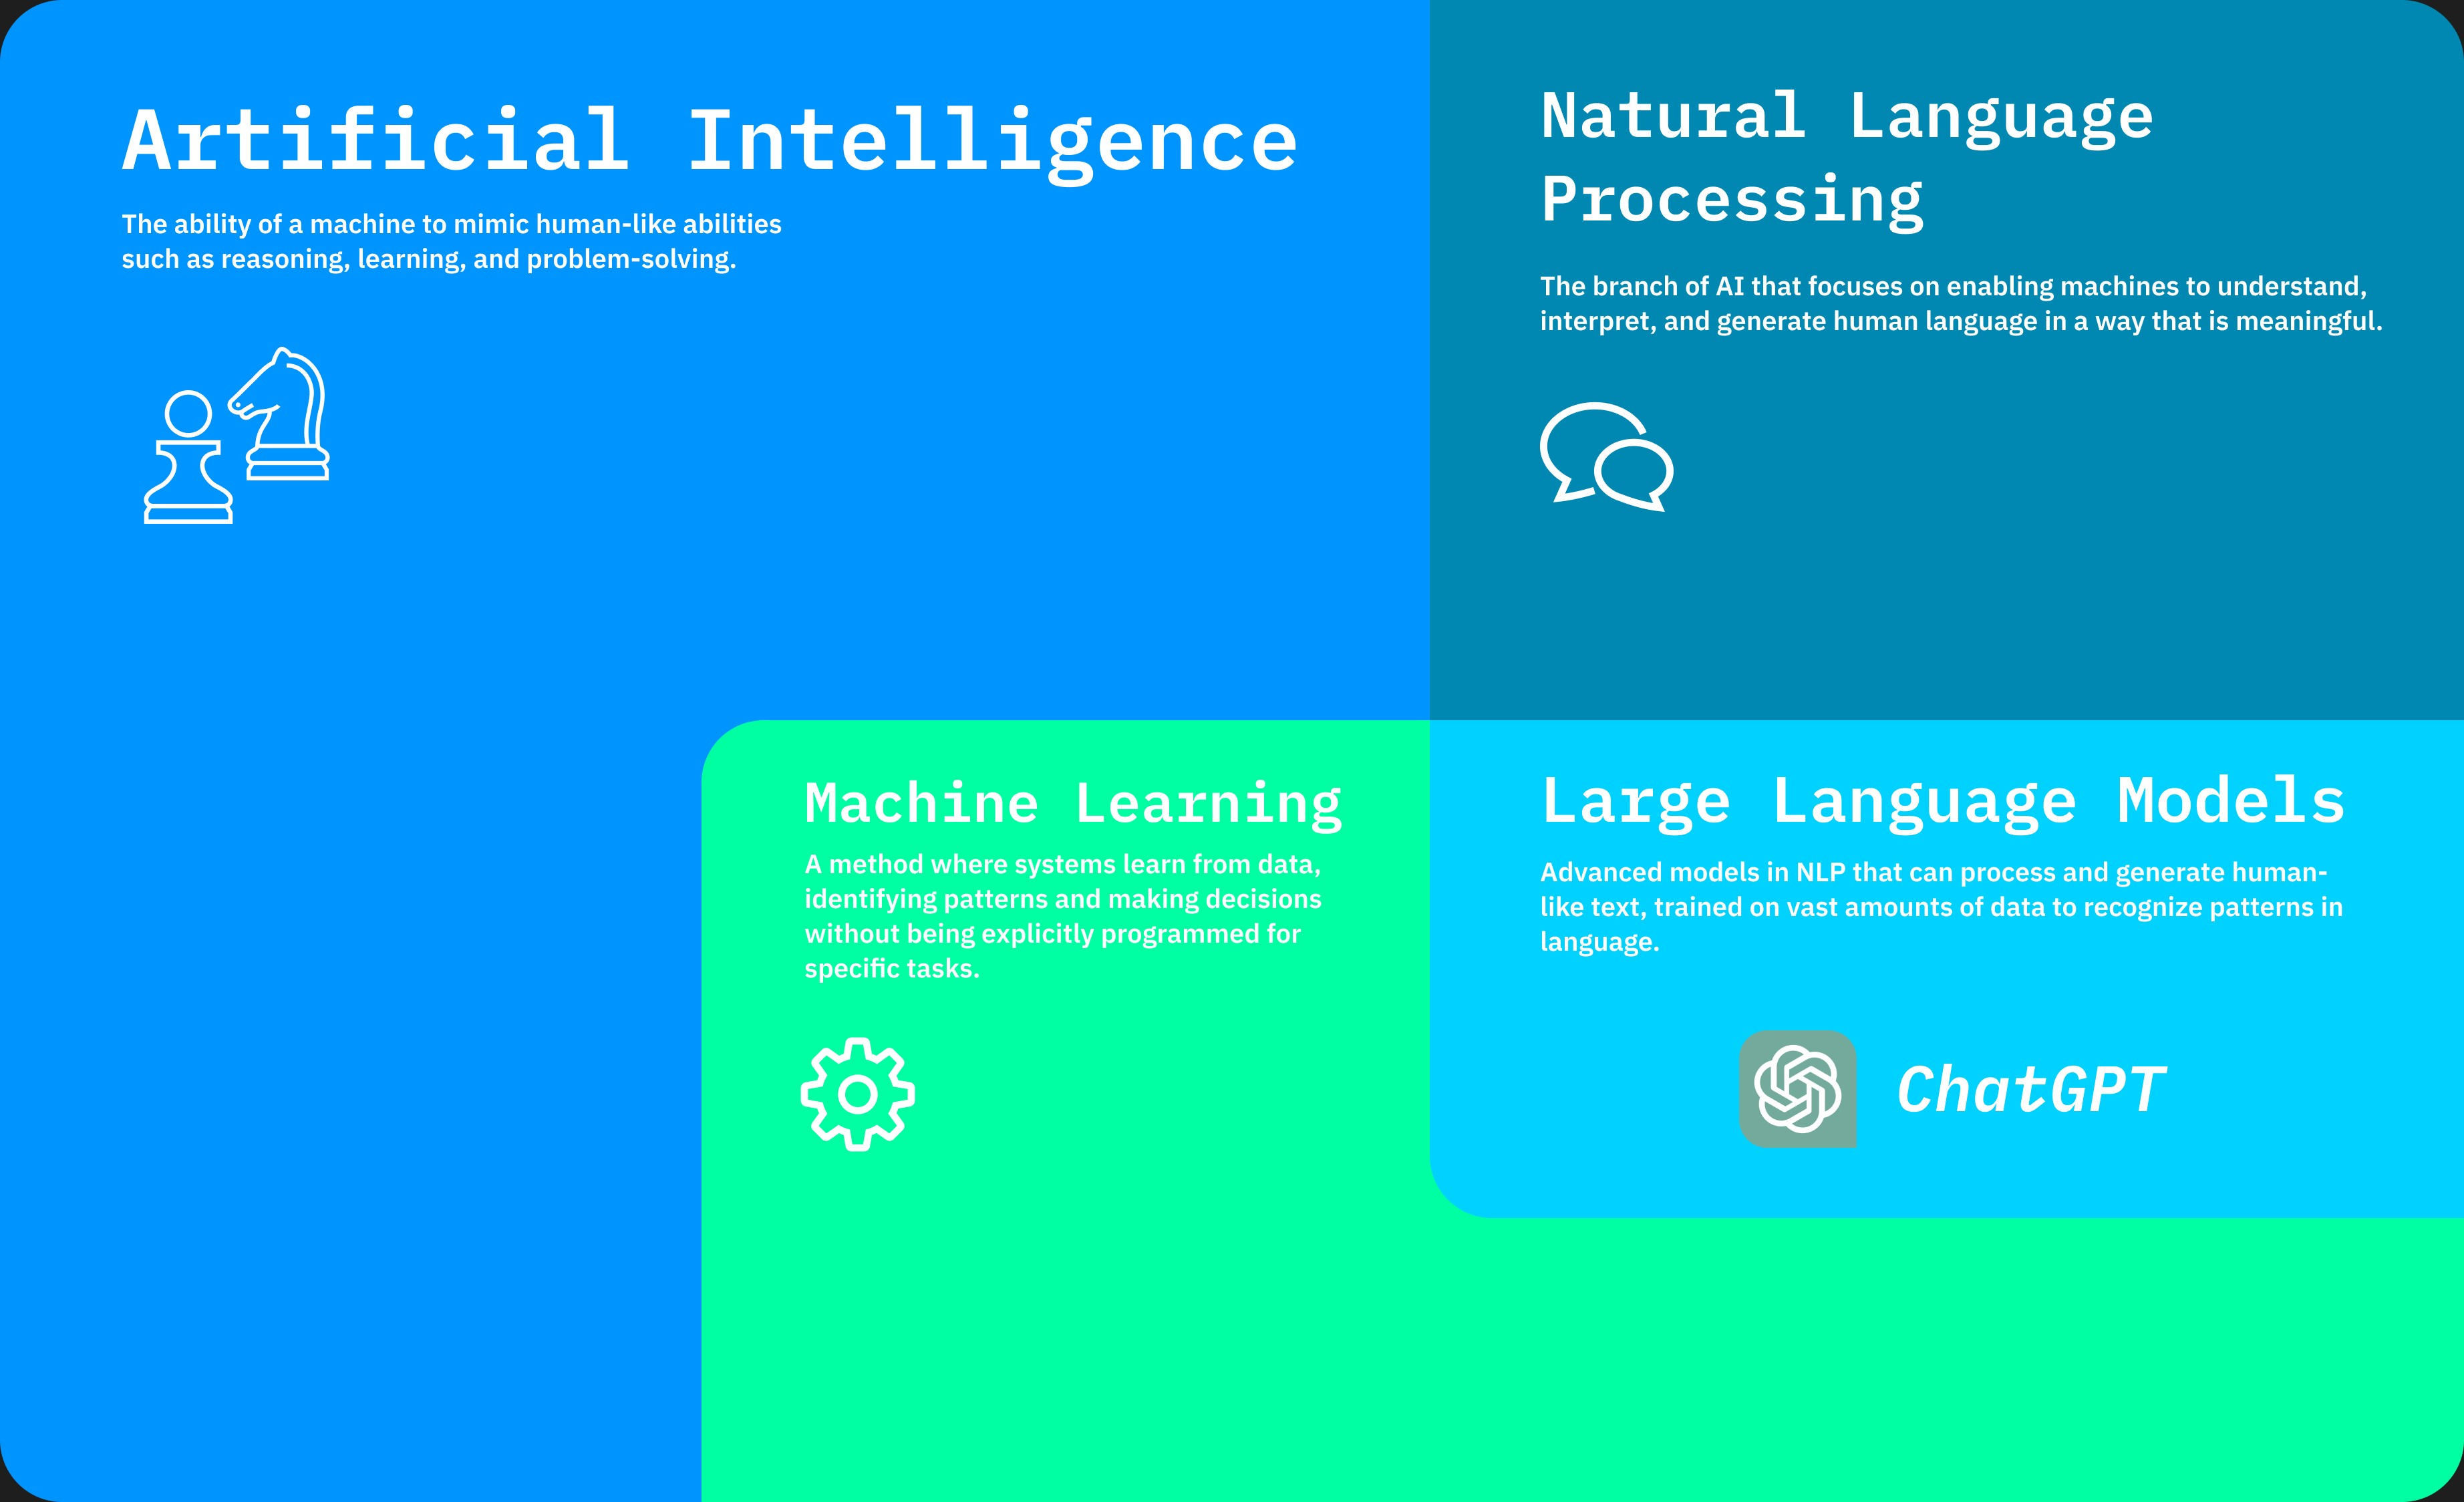 Artificial Intelligence
The ability of a machine to mimic human-like abilities
such as reasoning, learning, and problem-solving.
Natural Language
Processing
The branch of AI that focuses on enabling machines to understand,
interpret, and generate human language in a way that is meaningful.
Machine Learning
A method where systems learn from data,
identifying patterns and making decisions
without being explicitly programmed for
specific tasks.
Large Language Models
Advanced models in NLP that can process and generate human-
like text, trained on vast amounts of data to recognize patterns in
language.
ChatGPT